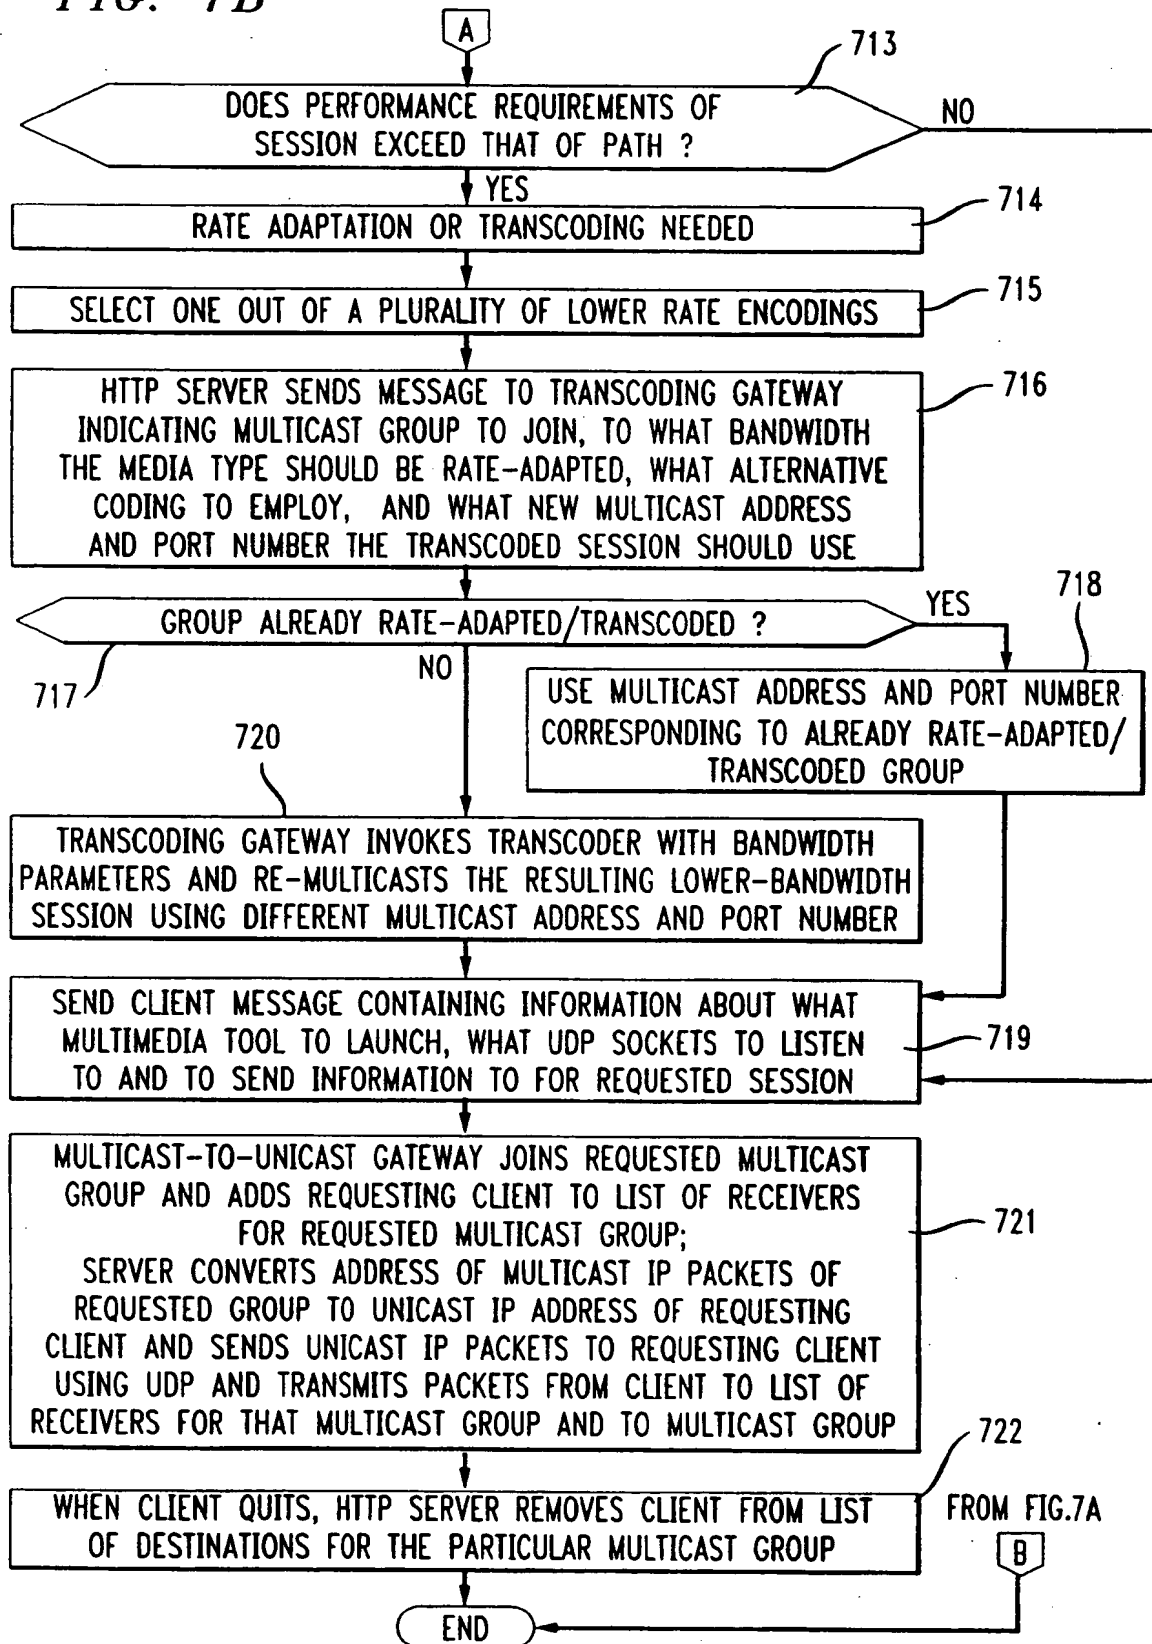 FIG. 7B
A
713
DOES PERFORMANCE REQUIREMENTS OF
SESSION EXCEED THAT OF PATH ?
NO
YES
714
RATE ADAPTATION OR TRANSCODING NEEDED
715
SELECT ONE OUT OF A PLURALITY OF LOWER RATE ENCODINGS
716
HTTP SERVER SENDS MESSAGE TO TRANSCODING GATEWAY
INDICATING MULTICAST GROUP TO JOIN, TO WHAT BANDWIDTH
THE MEDIA TYPE SHOULD BE RATE-ADAPTED, WHAT ALTERNATIVE
CODING TO EMPLOY, AND WHAT NEW MULTICAST ADDRESS
AND PORT NUMBER THE TRANSCODED SESSION SHOULD USE
GROUP ALREADY RATE-ADAPTED/TRANSCODED ?
YES
718
NO
717
USE MULTICAST ADDRESS AND PORT NUMBER
CORRESPONDING TO ALREADY RATE-ADAPTED/
TRANSCODED GROUP
720
TRANSCODING GATEWAY INVOKES TRANSCODER WITH BANDWIDTH
PARAMETERS AND RE-MULTICASTS THE RESULTING LOWER-BANDWIDTH
SESSION USING DIFFERENT MULTICAST ADDRESS AND PORT NUMBER
SEND CLIENT MESSAGE CONTAINING INFORMATION ABOUT WHAT
MULTIMEDIA TOOL TO LAUNCH, WHAT UDP SOCKETS TO LISTEN
TO AND TO SEND INFORMATION TO FOR REQUESTED SESSION
719
MULTICAST-TO-UNICAST GATEWAY JOINS REQUESTED MULTICAST
GROUP AND ADDS REQUESTING CLIENT TO LIST OF RECEIVERS
FOR REQUESTED MULTICAST GROUP;
SERVER CONVERTS ADDRESS OF MULTICAST IP PACKETS OF
REQUESTED GROUP TO UNICAST IP ADDRESS OF REQUESTING
CLIENT AND SENDS UNICAST IP PACKETS TO REQUESTING CLIENT
USING UDP AND TRANSMITS PACKETS FROM CLIENT TO LIST OF
RECEIVERS FOR THAT MULTICAST GROUP AND TO MULTICAST GROUP
721
722
WHEN CLIENT QUITS, HTTP SERVER REMOVES CLIENT FROM LIST
OF DESTINATIONS FOR THE PARTICULAR MULTICAST GROUP
FROM FIG.7A
B
END